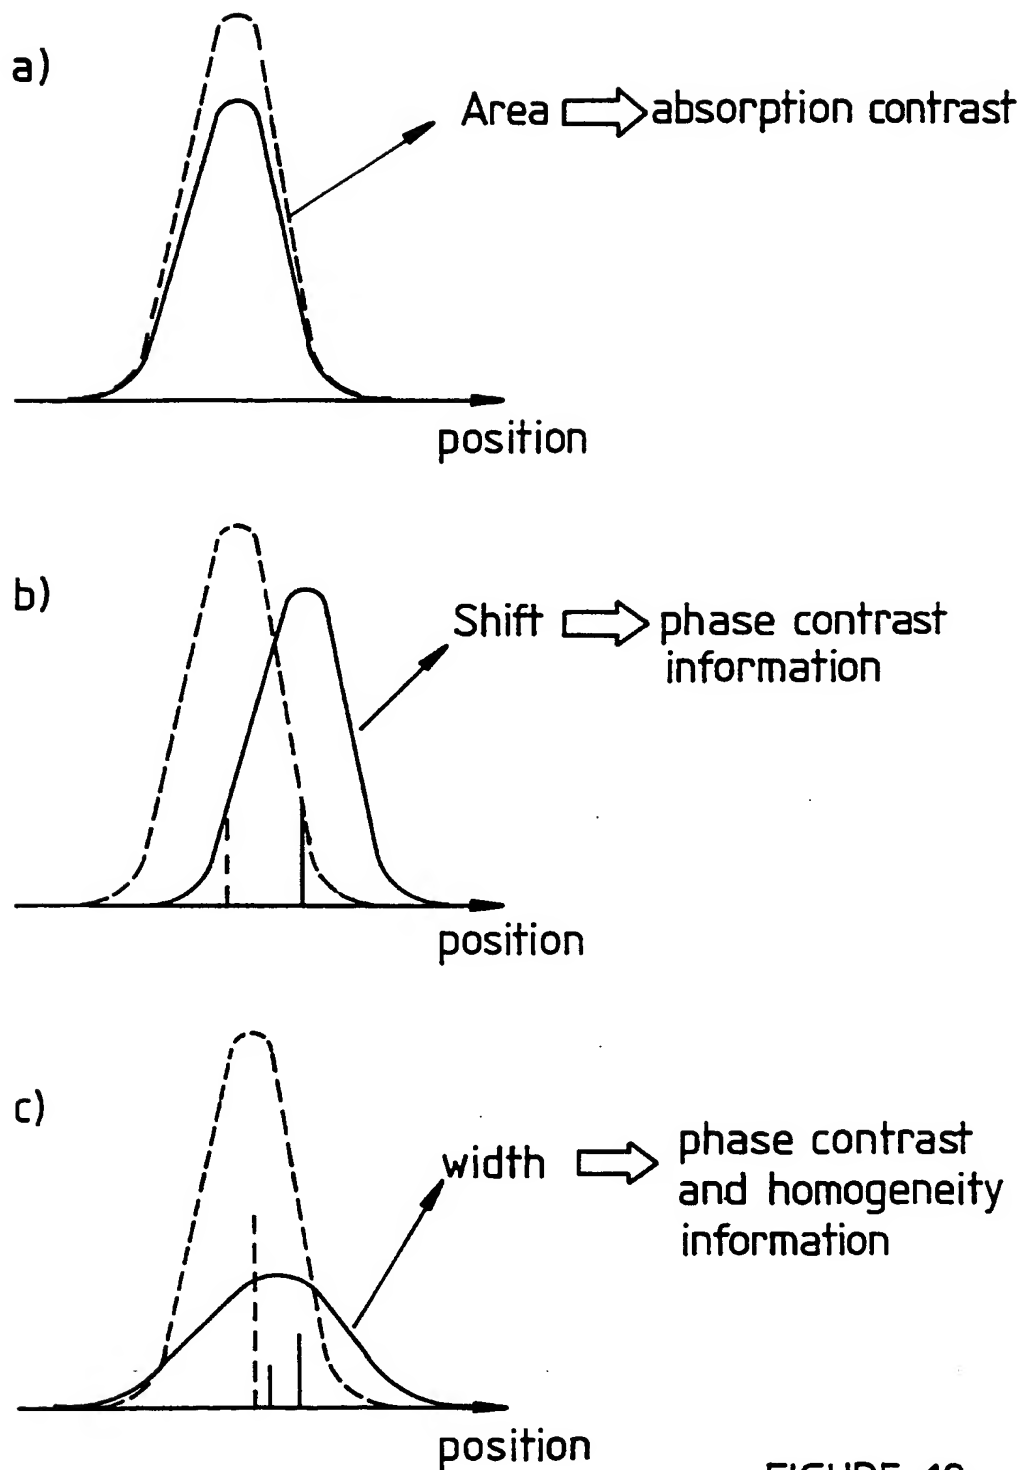 a)
Area ⇨ absorption contrast
position
b)
Shift ⇨ phase contrast
information
position
c)
width ⇨ phase contrast
and homogeneity
information
position